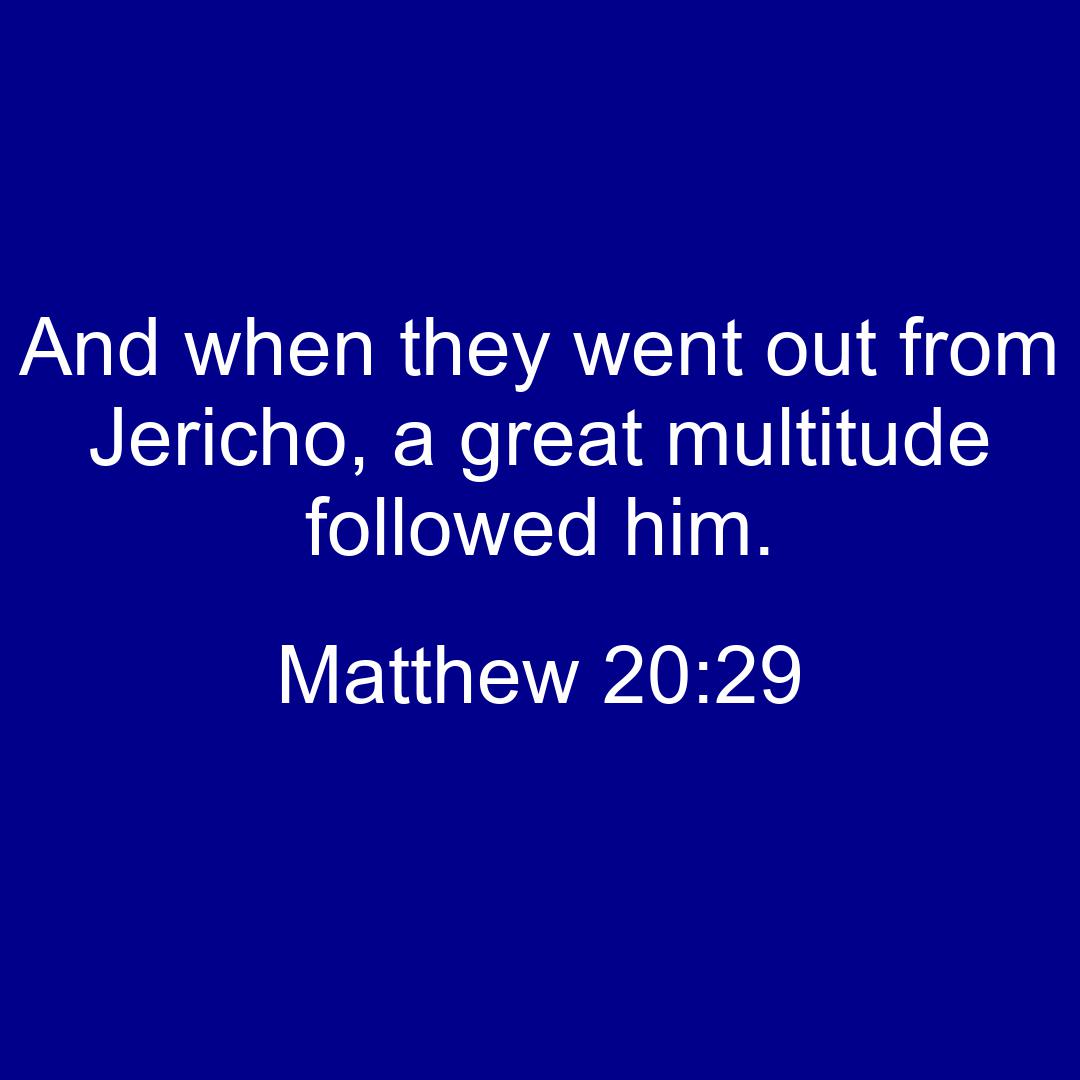 And when they went out from
Jericho, a great multitude
followed him.
Matthew 20:29